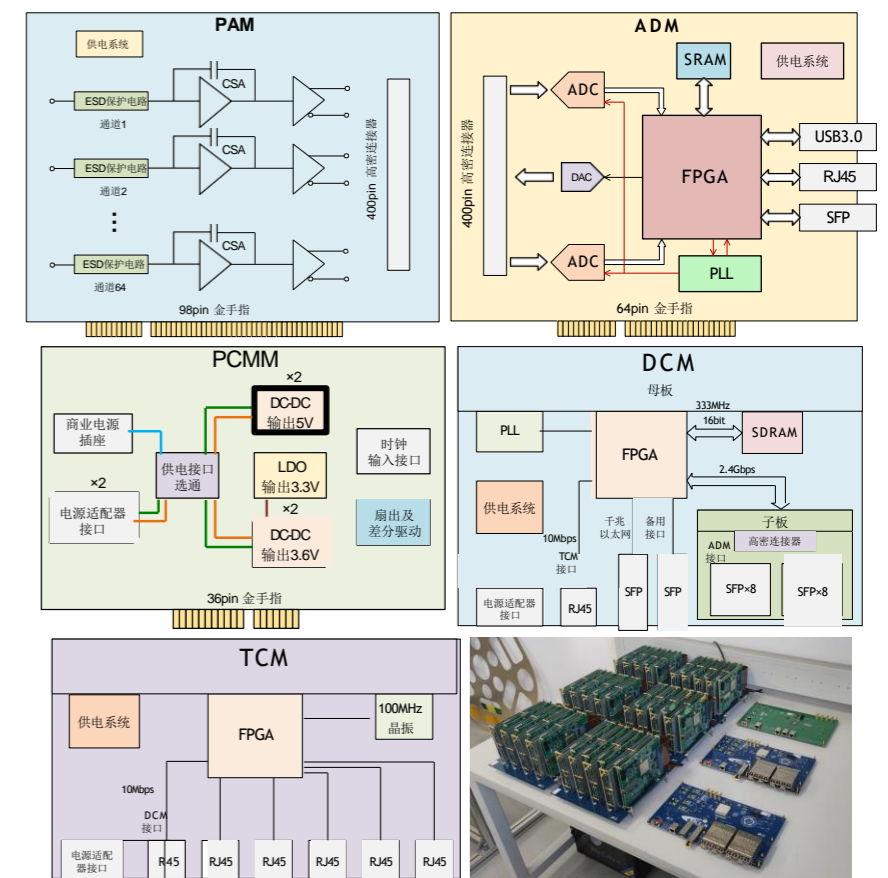 PAM
供电系统
CSA
ESD保护电路
通道1
CSA
ESD保护电路
通道2
⋮
CSA
ESD保护电路
通道64
400pin 高密连接器
98pin 金手指
ADM
SRAM
供电系统
400pin 高密连接器
ADC
DAC
ADC
FPGA
USB3.0
RJ45
SFP
PLL
64pin 金手指
PCMM
×2
DC-DC
输出5V
商业电源
插座
供电接口
选通
×2
电源适配器
接口
LDO
输出3.3V
×2
DC-DC
输出3.6V
时钟
输入接口
扇出及
差分驱动
36pin 金手指
DCM
母板
PLL
FPGA
333MHz
16bit
SDRAM
2.4Gbps
供电系统
10Mbps
TCM
接口
千兆
以太网
备用
接口
子板
ADM
接口
高密连接器
SFP×8
SFP×8
电源适配器
接口
RJ45
SFP
SFP
TCM
供电系统
FPGA
100MHz
晶振
10Mbps
DCM
接口
电源适配
器接口
RJ45
RJ45
RJ45
RJ45
RJ45
RJ45